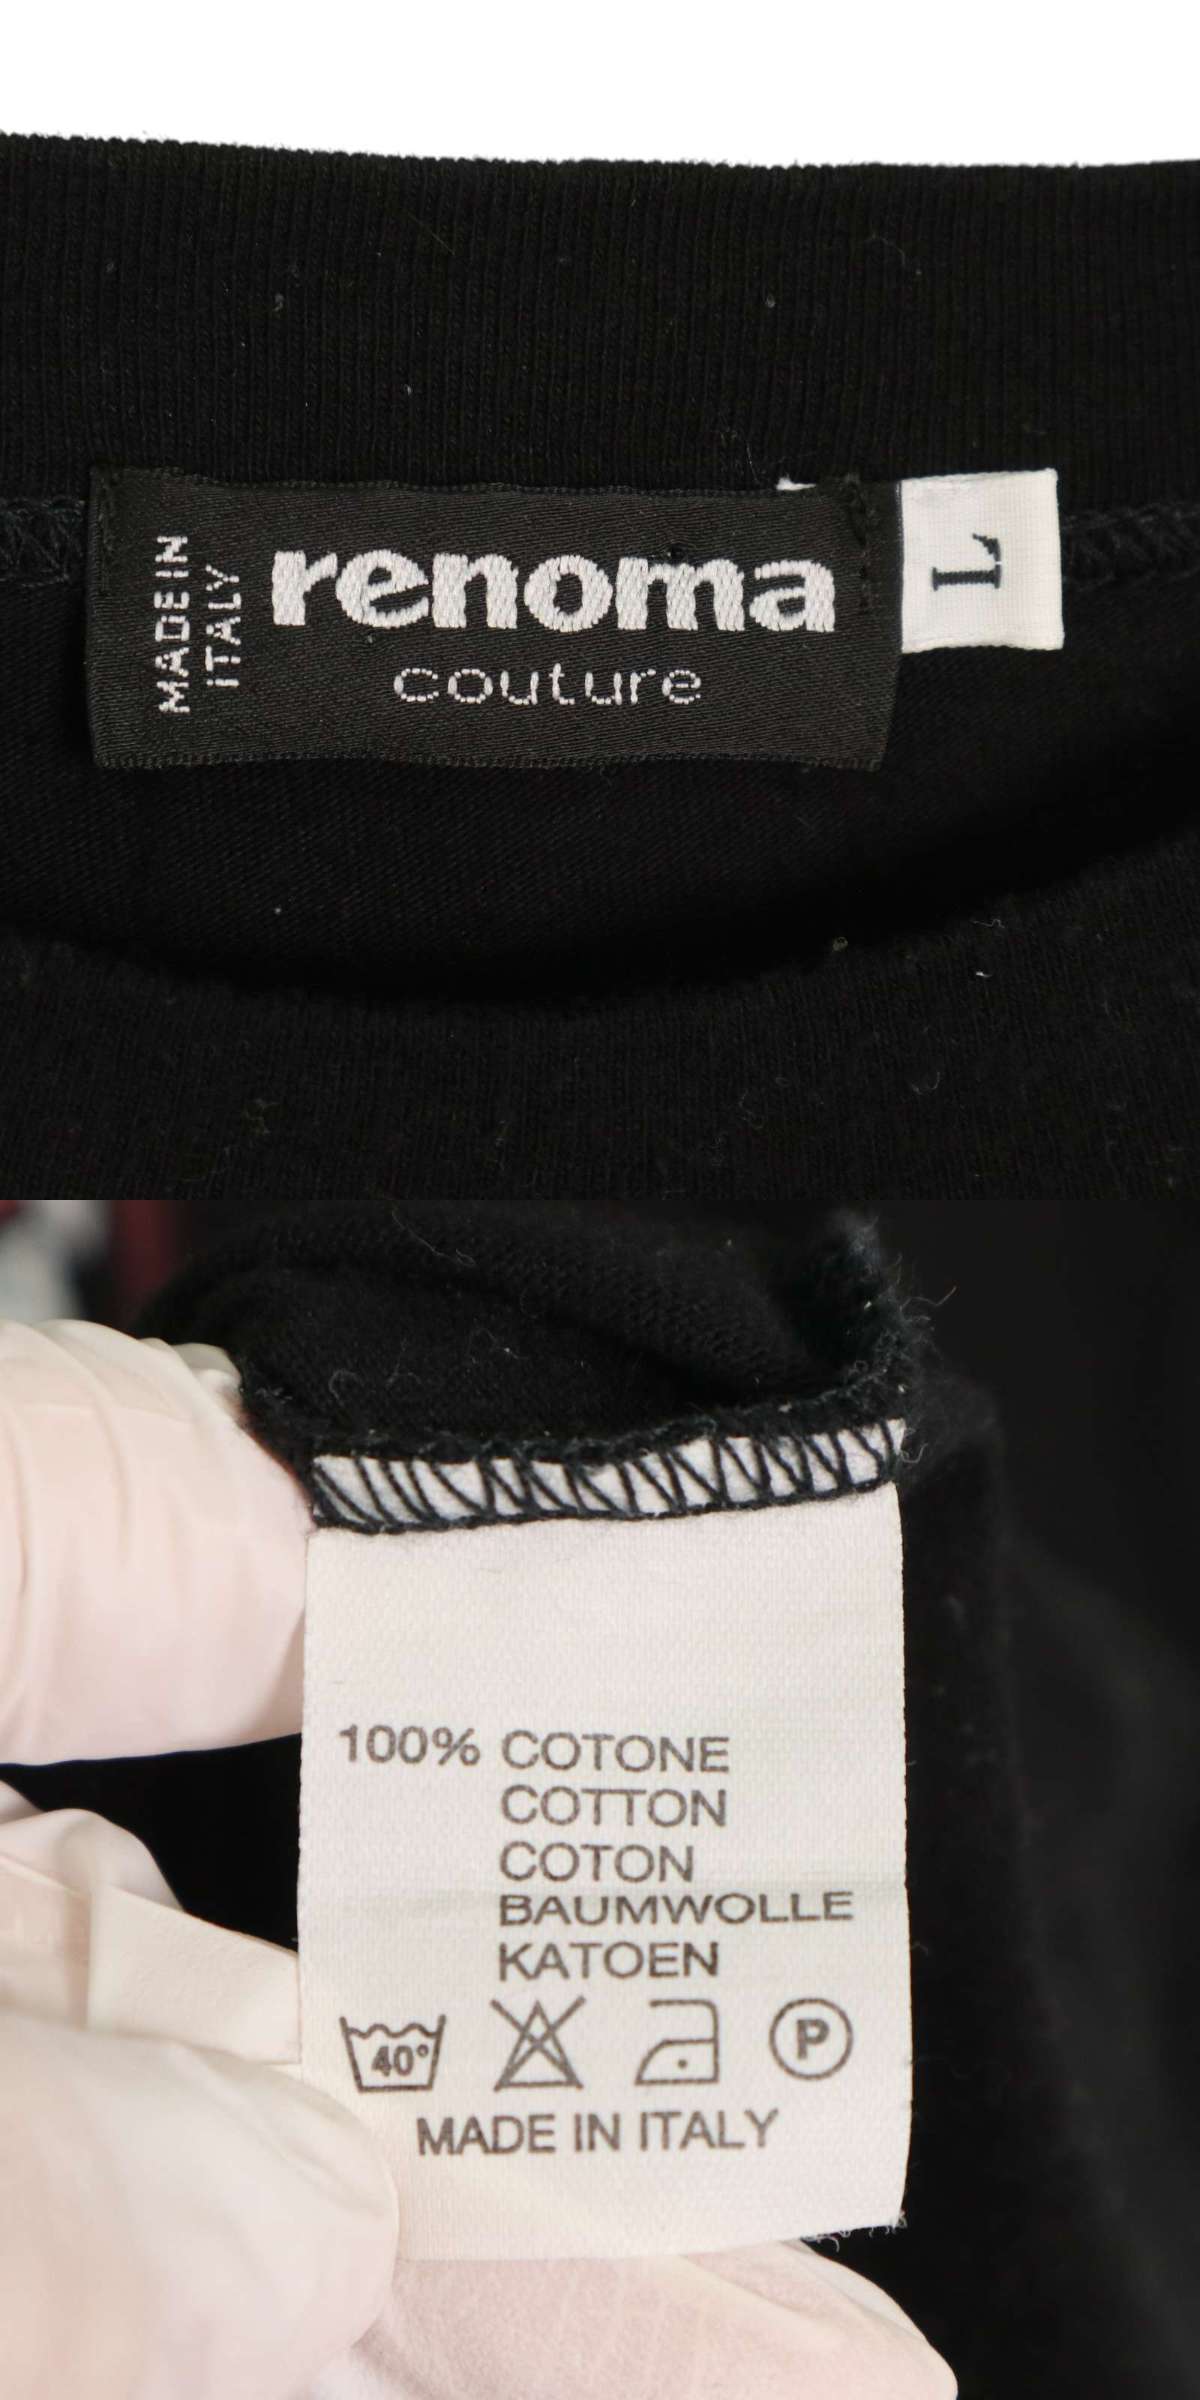 MADE IN
ITALY
renoma
couture
L
100% COTONE
COTTON
COTON
BAUMWOLLE
KATOEN
40°
P
MADE IN ITALY